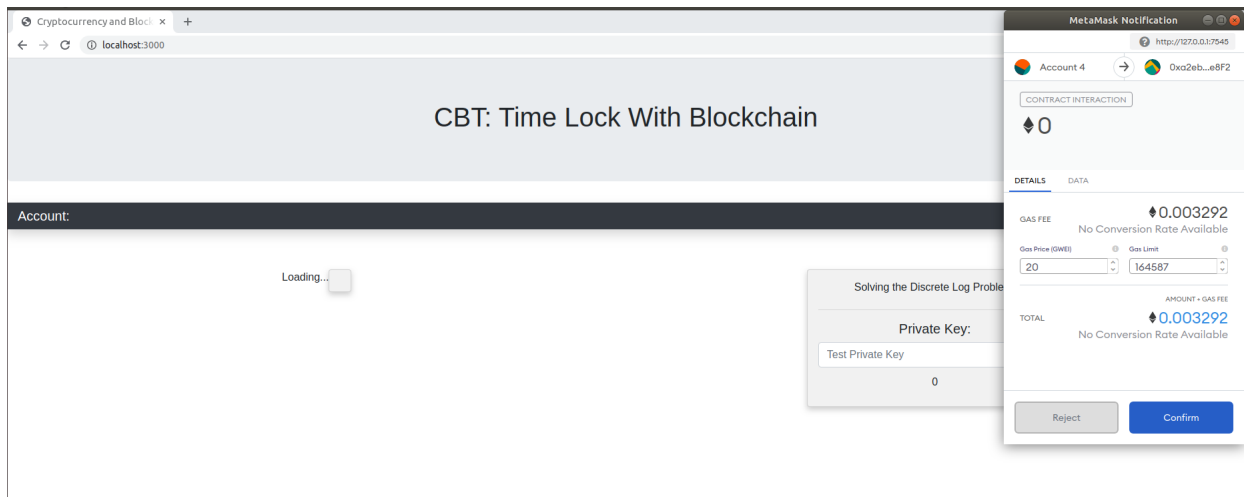 Cryptocurrency and Block
localhost:3000
CBT: Time Lock With Blockchain
Account:
Loading...
Solving the Discrete Log Proble
Private Key:
Test Private Key
0
MetaMask Notification
http://127.0.0.1:7545
Account 4
0xa2eb...e8F2
CONTRACT INTERACTION
0
DETAILS DATA
GAS FEE 0.003292
No Conversion Rate Available
Gas Price (GWEI) Gas Limit
20 164587
AMOUNT + GAS FEE
TOTAL 0.003292
No Conversion Rate Available
Reject Confirm